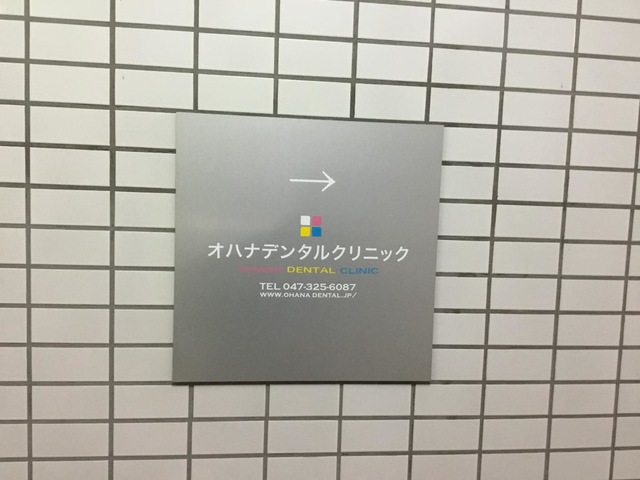 オハナデンタルクリニック
OHANA DENTAL CLINIC
TEL 047-325-6087
WWW.OHANA DENTAL.JP/